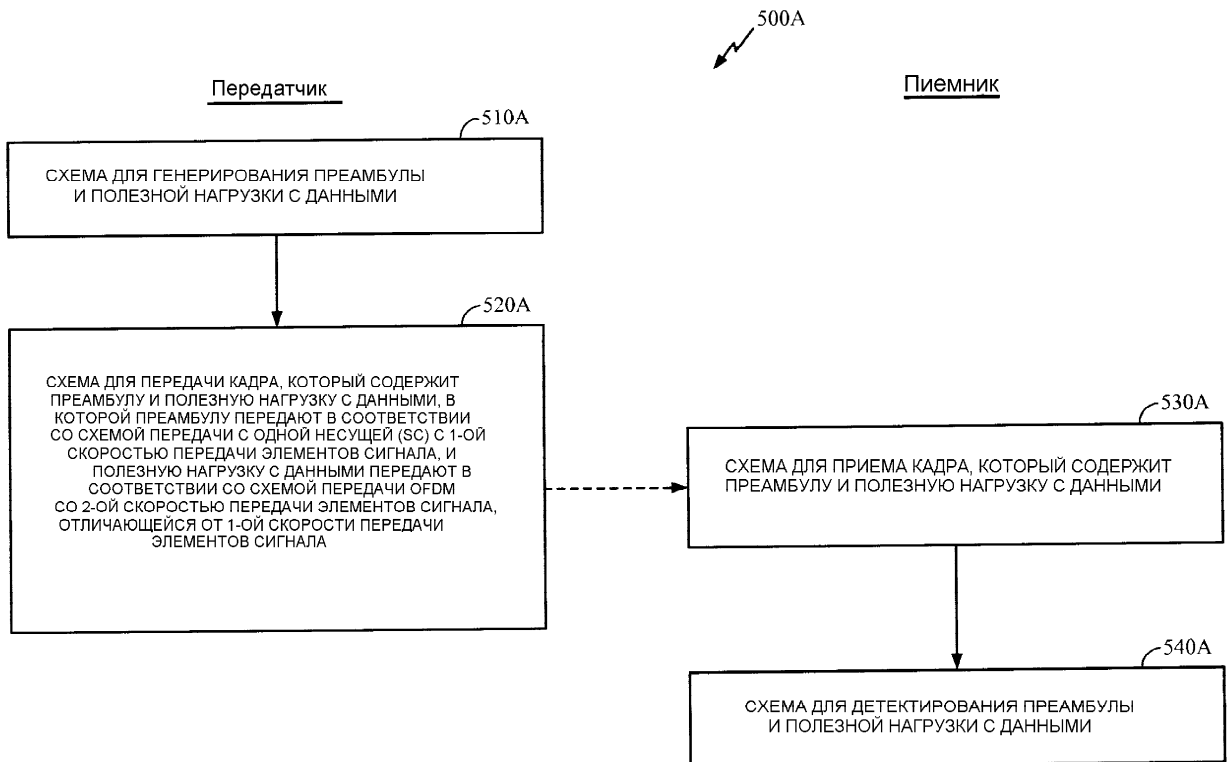 500A
Передатчик
Пиемник
510A
СХЕМА ДЛЯ ГЕНЕРИРОВАНИЯ ПРЕАМБУЛЫ
И ПОЛЕЗНОЙ НАГРУЗКИ С ДАННЫМИ
520A
СХЕМА ДЛЯ ПЕРЕДАЧИ КАДРА, КОТОРЫЙ СОДЕРЖИТ
ПРЕАМБУЛУ И ПОЛЕЗНУЮ НАГРУЗКУ С ДАННЫМИ, В
КОТОРОЙ ПРЕАМБУЛУ ПЕРЕДАЮТ В СООТВЕТСТВИИ
СО СХЕМОЙ ПЕРЕДАЧИ С ОДНОЙ НЕСУЩЕЙ (SC) С 1-ОЙ
СКОРОСТЬЮ ПЕРЕДАЧИ ЭЛЕМЕНТОВ СИГНАЛА, И
ПОЛЕЗНУЮ НАГРУЗКУ С ДАННЫМИ ПЕРЕДАЮТ В
СООТВЕТСТВИИ СО СХЕМОЙ ПЕРЕДАЧИ OFDM
СО 2-ОЙ СКОРОСТЬЮ ПЕРЕДАЧИ ЭЛЕМЕНТОВ СИГНАЛА,
ОТЛИЧАЮЩЕЙСЯ ОТ 1-ОЙ СКОРОСТИ ПЕРЕДАЧИ
ЭЛЕМЕНТОВ СИГНАЛА
530A
СХЕМА ДЛЯ ПРИЕМА КАДРА, КОТОРЫЙ СОДЕРЖИТ
ПРЕАМБУЛУ И ПОЛЕЗНУЮ НАГРУЗКУ С ДАННЫМИ
540A
СХЕМА ДЛЯ ДЕТЕКТИРОВАНИЯ ПРЕАМБУЛЫ
И ПОЛЕЗНОЙ НАГРУЗКИ С ДАННЫМИ